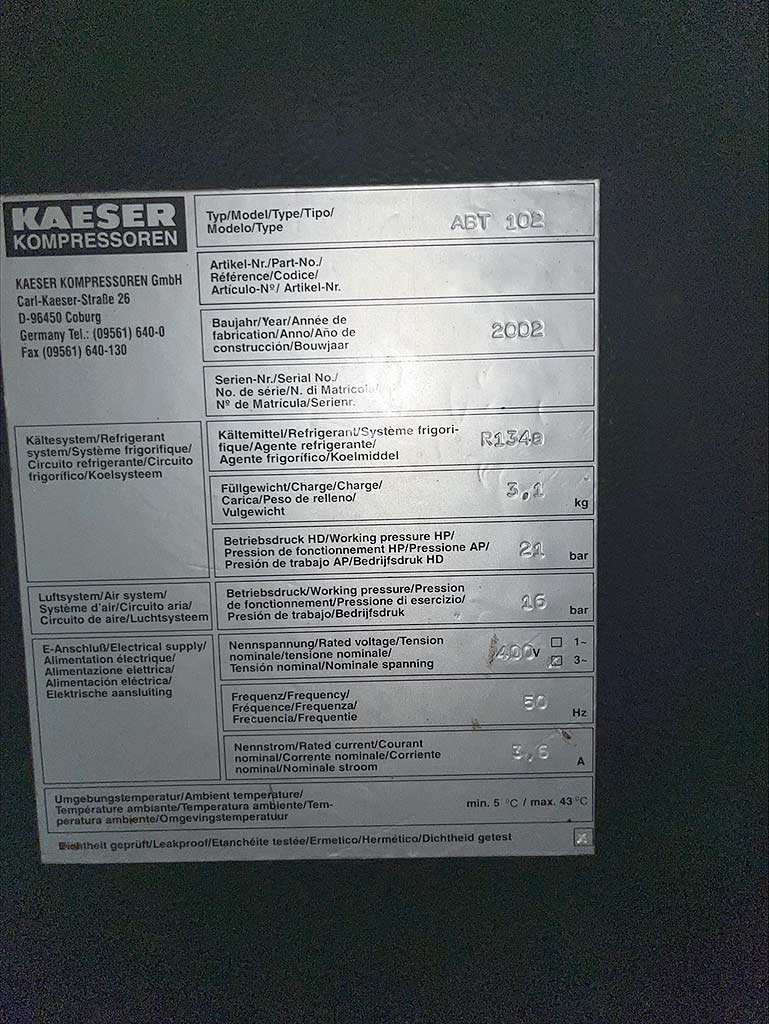 KAESER
KOMPRESSOREN
KAESER KOMPRESSOREN GmbH
Carl-Kaeser-Straße 26
D-96450 Coburg
Germany Tel.: (09561) 640-0
Fax (09561) 640-130
Typ/Model/Type/Tipo/
Modelo/Type
ABT 102
Artikel-Nr./Part-No./
Référence/Codice/
Artículo-Nº/ Artikel-Nr.
Baujahr/Year/Année de
fabrication/Anno/Año de
construcción/Bouwjaar
2002
Serien-Nr./Serial No./
No. de série/N. di Matricola/
Nº de Matrícula/Serienr.
Kältesystem/Refrigerant
system/Système frigorifique/
Circuito refrigerante/Circuito
frigorífico/Koelsysteem
Kältemittel/Refrigerant/Système frigori-
fique/Agente refrigerante/
Agente frigorífico/Koelmiddel
R134a
Füllgewicht/Charge/Charge/
Carica/Peso de relleno/
Vulgewicht
3,1
kg
Betriebsdruck HD/Working pressure HP/
Pression de fonctionnement HP/Pressione AP/
Presión de trabajo AP/Bedrijfsdruk HD
21
bar
Luftsystem/Air system/
Système d'air/Circuito aria/
Circuito de aire/Luchtsysteem
Betriebsdruck/Working pressure/Pression
de fonctionnement/Pressione di esercizio/
Presión de trabajo/Bedrijfsdruk
16
bar
E-Anschluß/Electrical supply/
Alimentation électrique/
Alimentazione elettrica/
Alimentación eléctrica/
Elektrische aansluiting
Nennspannung/Rated voltage/Tension
nominale/tensione nominale/
Tensión nominal/Nominale spanning
400 V
1~
3~
Frequenz/Frequency/
Fréquence/Frequenza/
Frecuencia/Frequentie
50
Hz
Nennstrom/Rated current/Courant
nominal/Corrente nominale/Corriente
nominal/Nominale stroom
3,6
A
Umgebungstemperatur/Ambient temperature/
Température ambiante/Temperatura ambiente/Tem-
peratura ambiente/Omgevingstemperatuur
min. 5 °C / max. 43 °C
Dichtheit geprüft/Leakproof/Etanchéite testée/Ermetico/Hermético/Dichtheid getest
X